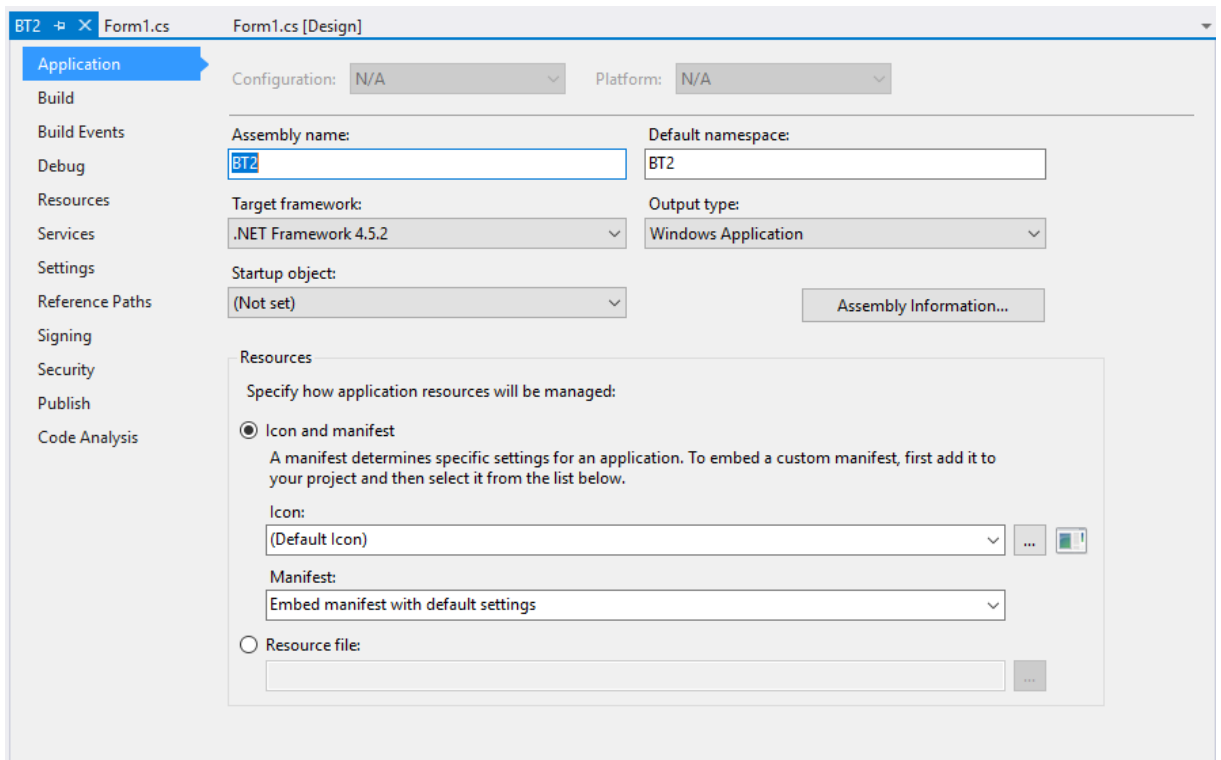 BT2 Form1.cs Form1.cs [Design]
Application
Build
Build Events
Debug
Resources
Services
Settings
Reference Paths
Signing
Security
Publish
Code Analysis
Configuration: N/A Platform: N/A
Assembly name: Default namespace:
BT2 BT2
Target framework: Output type:
.NET Framework 4.5.2 Windows Application
Startup object:
(Not set) Assembly Information...
Resources
Specify how application resources will be managed:
Icon and manifest
A manifest determines specific settings for an application. To embed a custom manifest, first add it to
your project and then select it from the list below.
Icon:
(Default Icon) ...
Manifest:
Embed manifest with default settings
Resource file:
...